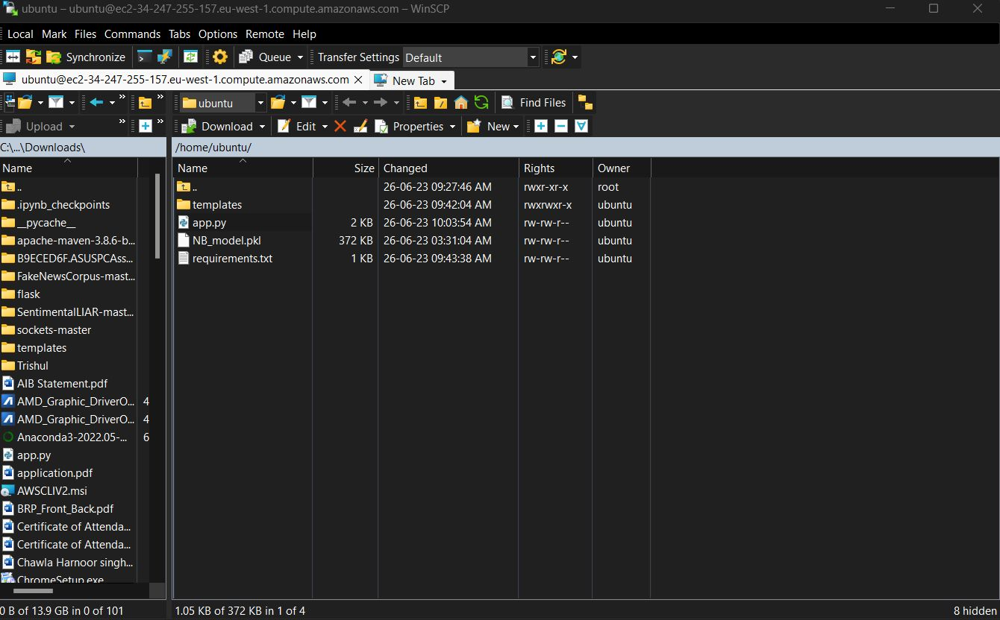 ubuntu – ubuntu@ec2-34-247-255-157.eu-west-1.compute.amazonaws.com – WinSCP
Local Mark Files Commands Tabs Options Remote Help
Synchronize Queue Transfer Settings Default
ubuntu@ec2-34-247-255-157.eu-west-1.compute.amazonaws.com New Tab
ubuntu Find Files
Upload Download Edit Properties New
C:\...\Downloads\ /home/ubuntu/
Name Name Size Changed Rights Owner
.. .. 26-06-23 09:27:46 AM rwxr-xr-x root
.ipynb_checkpoints templates 26-06-23 09:42:04 AM rwxrwxr-x ubuntu
__pycache__ app.py 2 KB 26-06-23 10:03:54 AM rw-rw-r-- ubuntu
apache-maven-3.8.6-b... NB_model.pkl 372 KB 26-06-23 03:31:04 AM rw-rw-r-- ubuntu
B9ECED6F.ASUSPCAss... requirements.txt 1 KB 26-06-23 09:43:38 AM rw-rw-r-- ubuntu
FakeNewsCorpus-mast...
flask
SentimentalLIAR-mast...
sockets-master
templates
Trishul
AIB Statement.pdf
AMD_Graphic_DriverO... 4
AMD_Graphic_DriverO... 4
Anaconda3-2022.05-... 6
app.py
application.pdf
AWSCLIV2.msi
BRP_Front_Back.pdf
Certificate of Attenda...
Certificate of Attenda...
Chawla Harnoor singh...
ChromeSetup.exe
0 B of 13.9 GB in 0 of 101 1.05 KB of 372 KB in 1 of 4 8 hidden